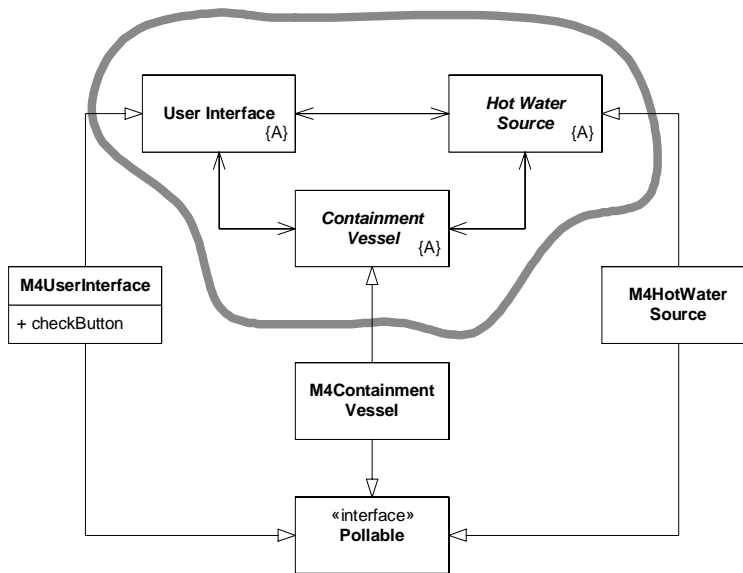 User Interface
{A}
Hot Water
Source
{A}
Containment
Vessel
{A}
M4UserInterface
+ checkButton
M4HotWater
Source
M4Containment
Vessel
«interface»
Pollable